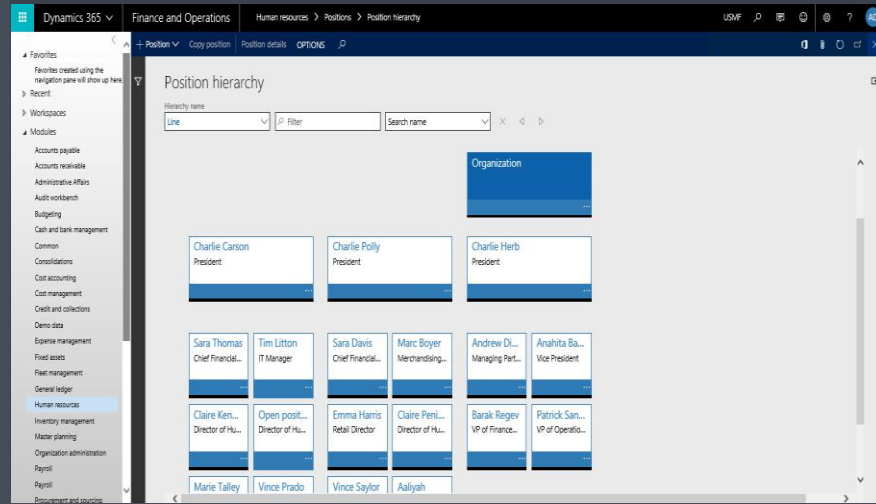 Dynamics 365
Finance and Operations
Human resources > Positions > Position hierarchy
USMF
?
+ Position
Copy position
Position details
OPTIONS
Favorites
Favorites created using the
navigation pane will show up here.
Recent
Workspaces
Modules
Accounts payable
Accounts receivable
Administrative Affairs
Audit workbench
Budgeting
Cash and bank management
Common
Consolidations
Cost accounting
Cost management
Credit and collections
Demo data
Expense management
Fixed assets
Fleet management
General ledger
Human resources
Inventory management
Master planning
Organization administration
Payroll
Payroll
Procurement and sourcing
Position hierarchy
Hierarchy name
Line
Filter
Search name
Organization
...
Charlie Carson
President
...
Charlie Polly
President
...
Charlie Herb
President
...
Sara Thomas
Chief Financial...
...
Tim Litton
IT Manager
...
Sara Davis
Chief Financial...
...
Marc Boyer
Merchandising...
...
Andrew Di...
Managing Part...
...
Anahita Ba...
Vice President
...
Claire Ken...
Director of Hu...
...
Open posit...
Director of Hu...
...
Emma Harris
Retail Director
...
Claire Peni...
Director of Hu...
...
Barak Regev
VP of Finance...
...
Patrick San...
VP of Operatio...
...
Marie Talley
Vince Prado
Vince Saylor
Aaliyah